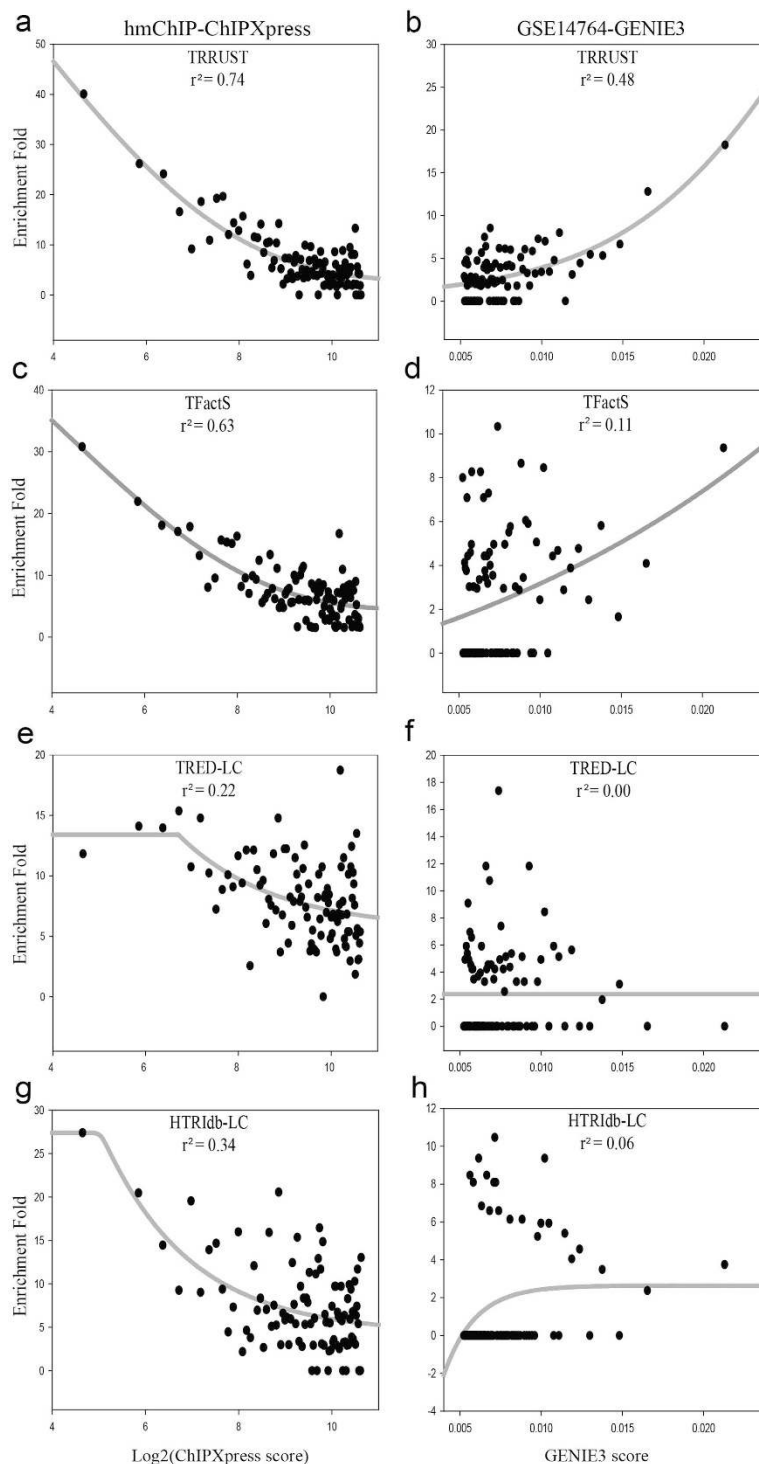 a
hmChIP-ChIPXpress
TRRUST
r² = 0.74
Enrichment Fold
50
40
30
20
10
0
4 6 8 10
b
GSE14764-GENIE3
TRRUST
r² = 0.48
30
25
20
15
10
5
0
0.005 0.010 0.015 0.020
c
TFactS
r² = 0.63
Enrichment Fold
40
30
20
10
0
4 6 8 10
d
TFactS
r² = 0.11
12
10
8
6
4
2
0
0.005 0.010 0.015 0.020
e
TRED-LC
r² = 0.22
Enrichment Fold
20
15
10
5
0
4 6 8 10
f
TRED-LC
r² = 0.00
20
18
16
14
12
10
8
6
4
2
0
0.005 0.010 0.015 0.020
g
HTRIdb-LC
r² = 0.34
Enrichment Fold
30
25
20
15
10
5
0
4 6 8 10
Log2(ChIPXpress score)
h
HTRIdb-LC
r² = 0.06
12
10
8
6
4
2
0
-2
-4
0.005 0.010 0.015 0.020
GENIE3 score